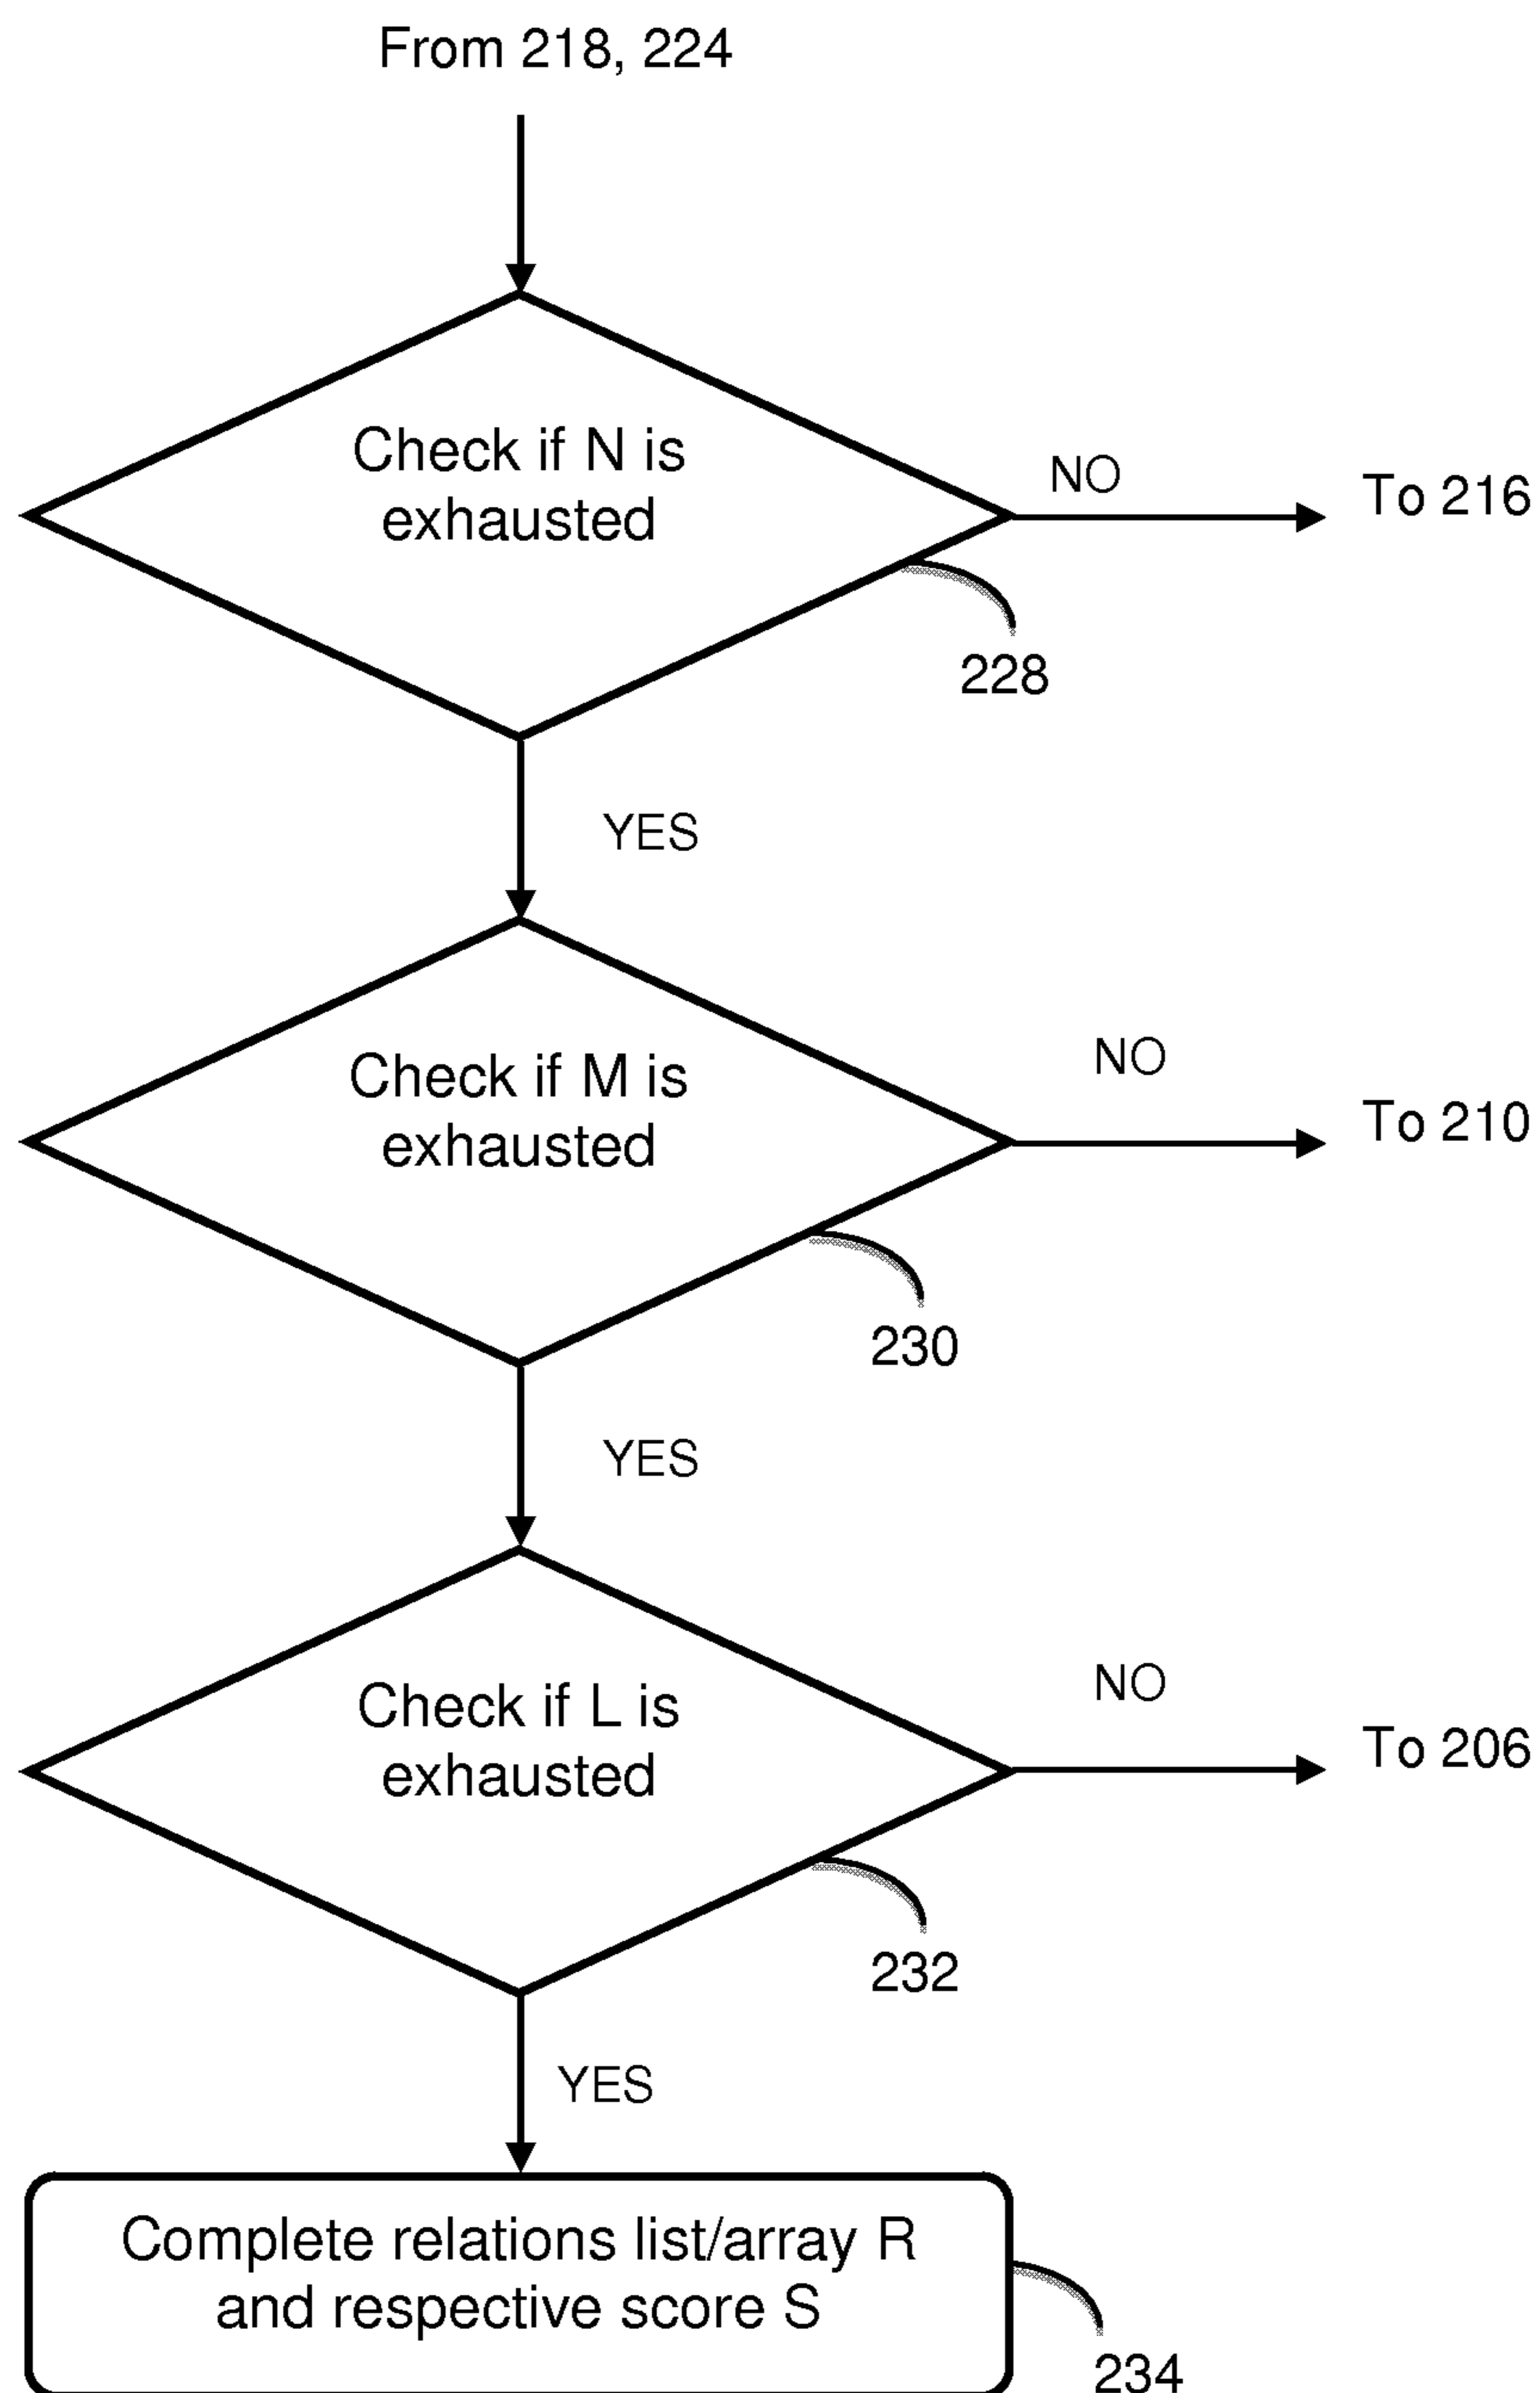 From 218, 224
Check if N is
exhausted
NO
To 216
228
YES
Check if M is
exhausted
NO
To 210
230
YES
Check if L is
exhausted
NO
To 206
232
YES
Complete relations list/array R
and respective score S
234